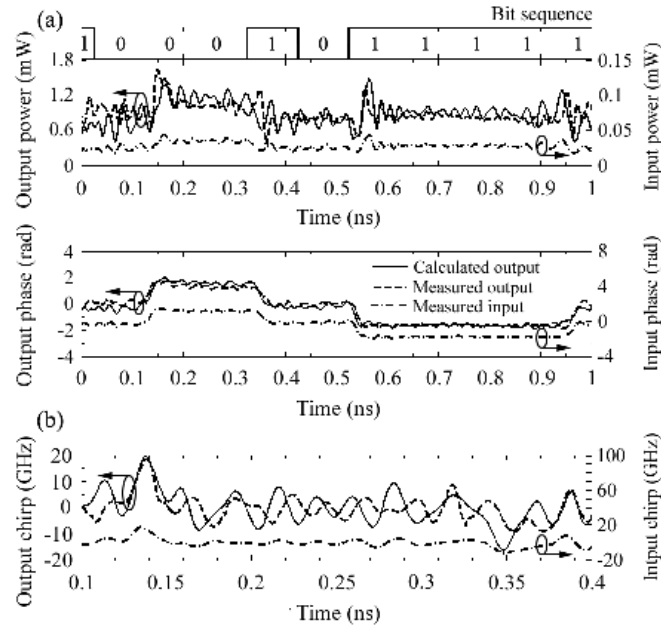 (a)
Bit sequence
1 0 0 0 1 0 1 1 1 1 1
Output power (mW)
1.8
1.2
0.6
0
Input power (mW)
0.15
0.1
0.05
0
0 0.1 0.2 0.3 0.4 0.5 0.6 0.7 0.8 0.9 1
Time (ns)
Output phase (rad)
4
2
0
-2
-4
Calculated output
Measured output
Measured input
Input phase (rad)
8
4
0
-4
0 0.1 0.2 0.3 0.4 0.5 0.6 0.7 0.8 0.9 1
Time (ns)
(b)
Output chirp (GHz)
20
10
0
-10
-20
Intput chirp (GHz)
100
60
20
-20
0.1 0.15 0.2 0.25 0.3 0.35 0.4
Time (ns)